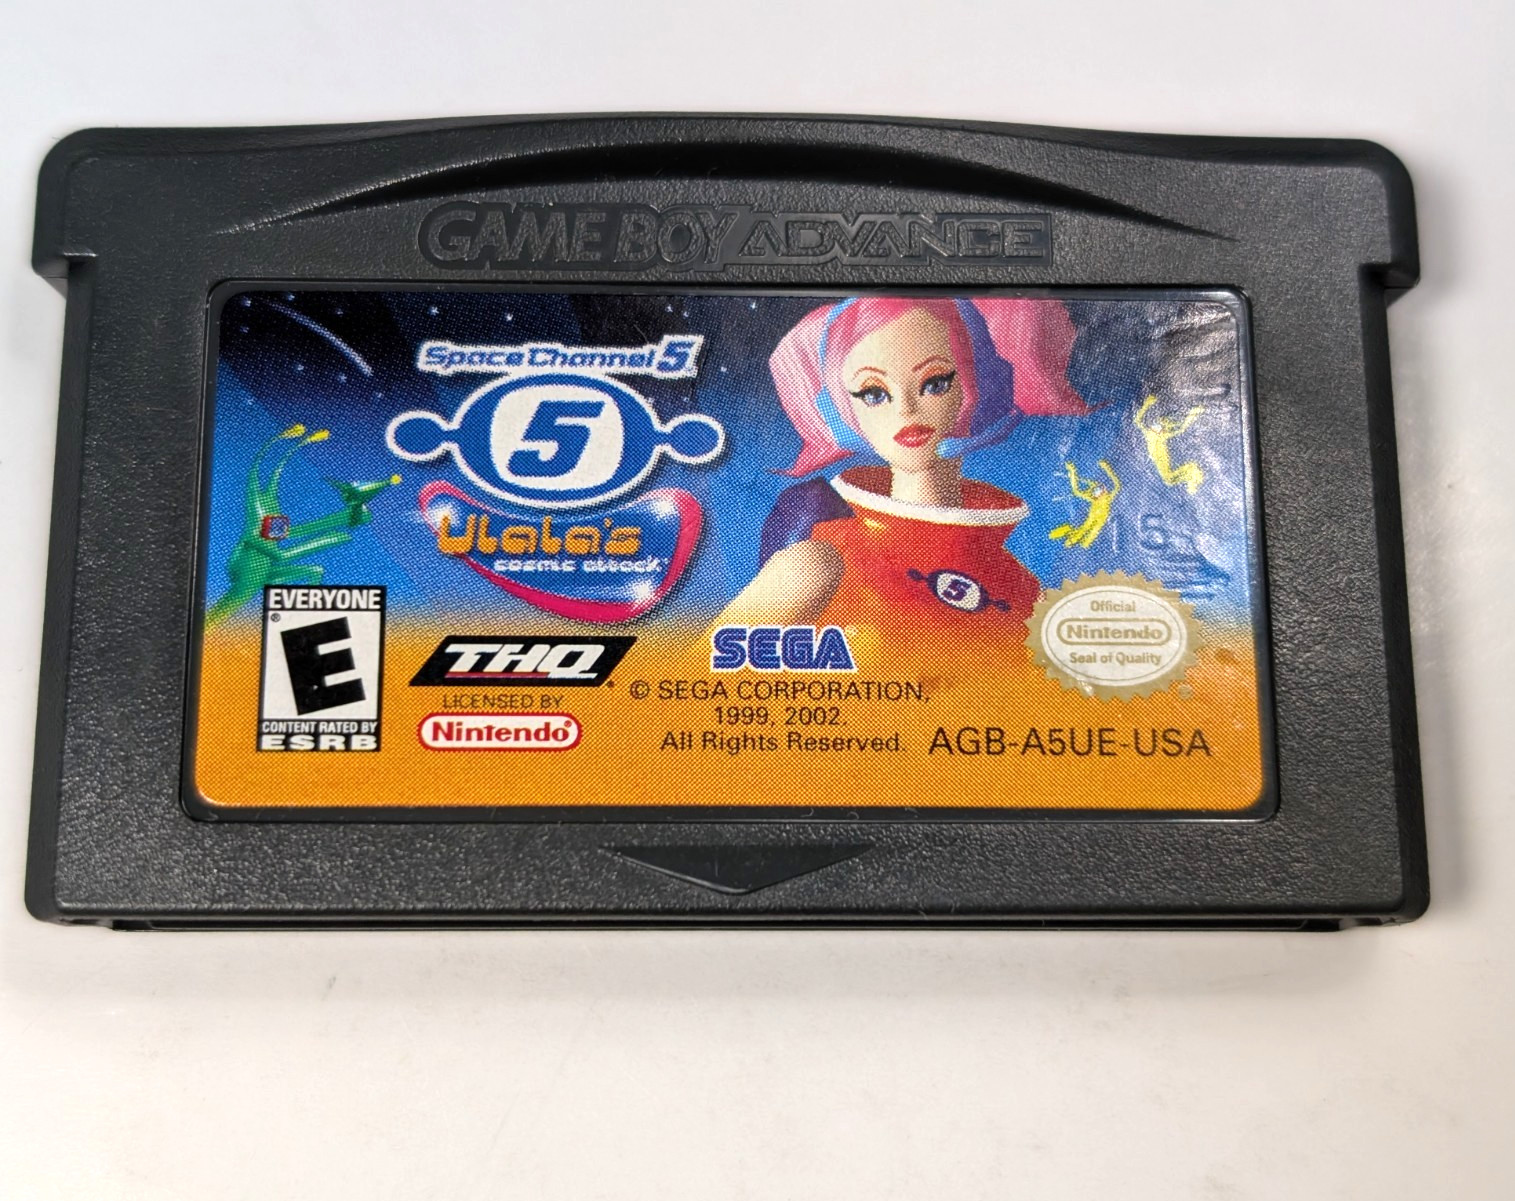 GAME BOY ADVANCE
Space Channel 5
5
Ulala's
cosmic attack
5
EVERYONE
E
CONTENT RATED BY
ESRB
THQ
LICENSED BY
Nintendo®
SEGA
© SEGA CORPORATION,
1999, 2002.
All Rights Reserved.
Official
Nintendo
Seal of Quality
AGB-A5UE-USA